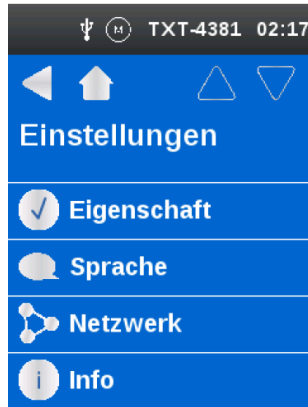 M TXT-4381 02:17
Einstellungen
Eigenschaft
Sprache
Netzwerk
i Info